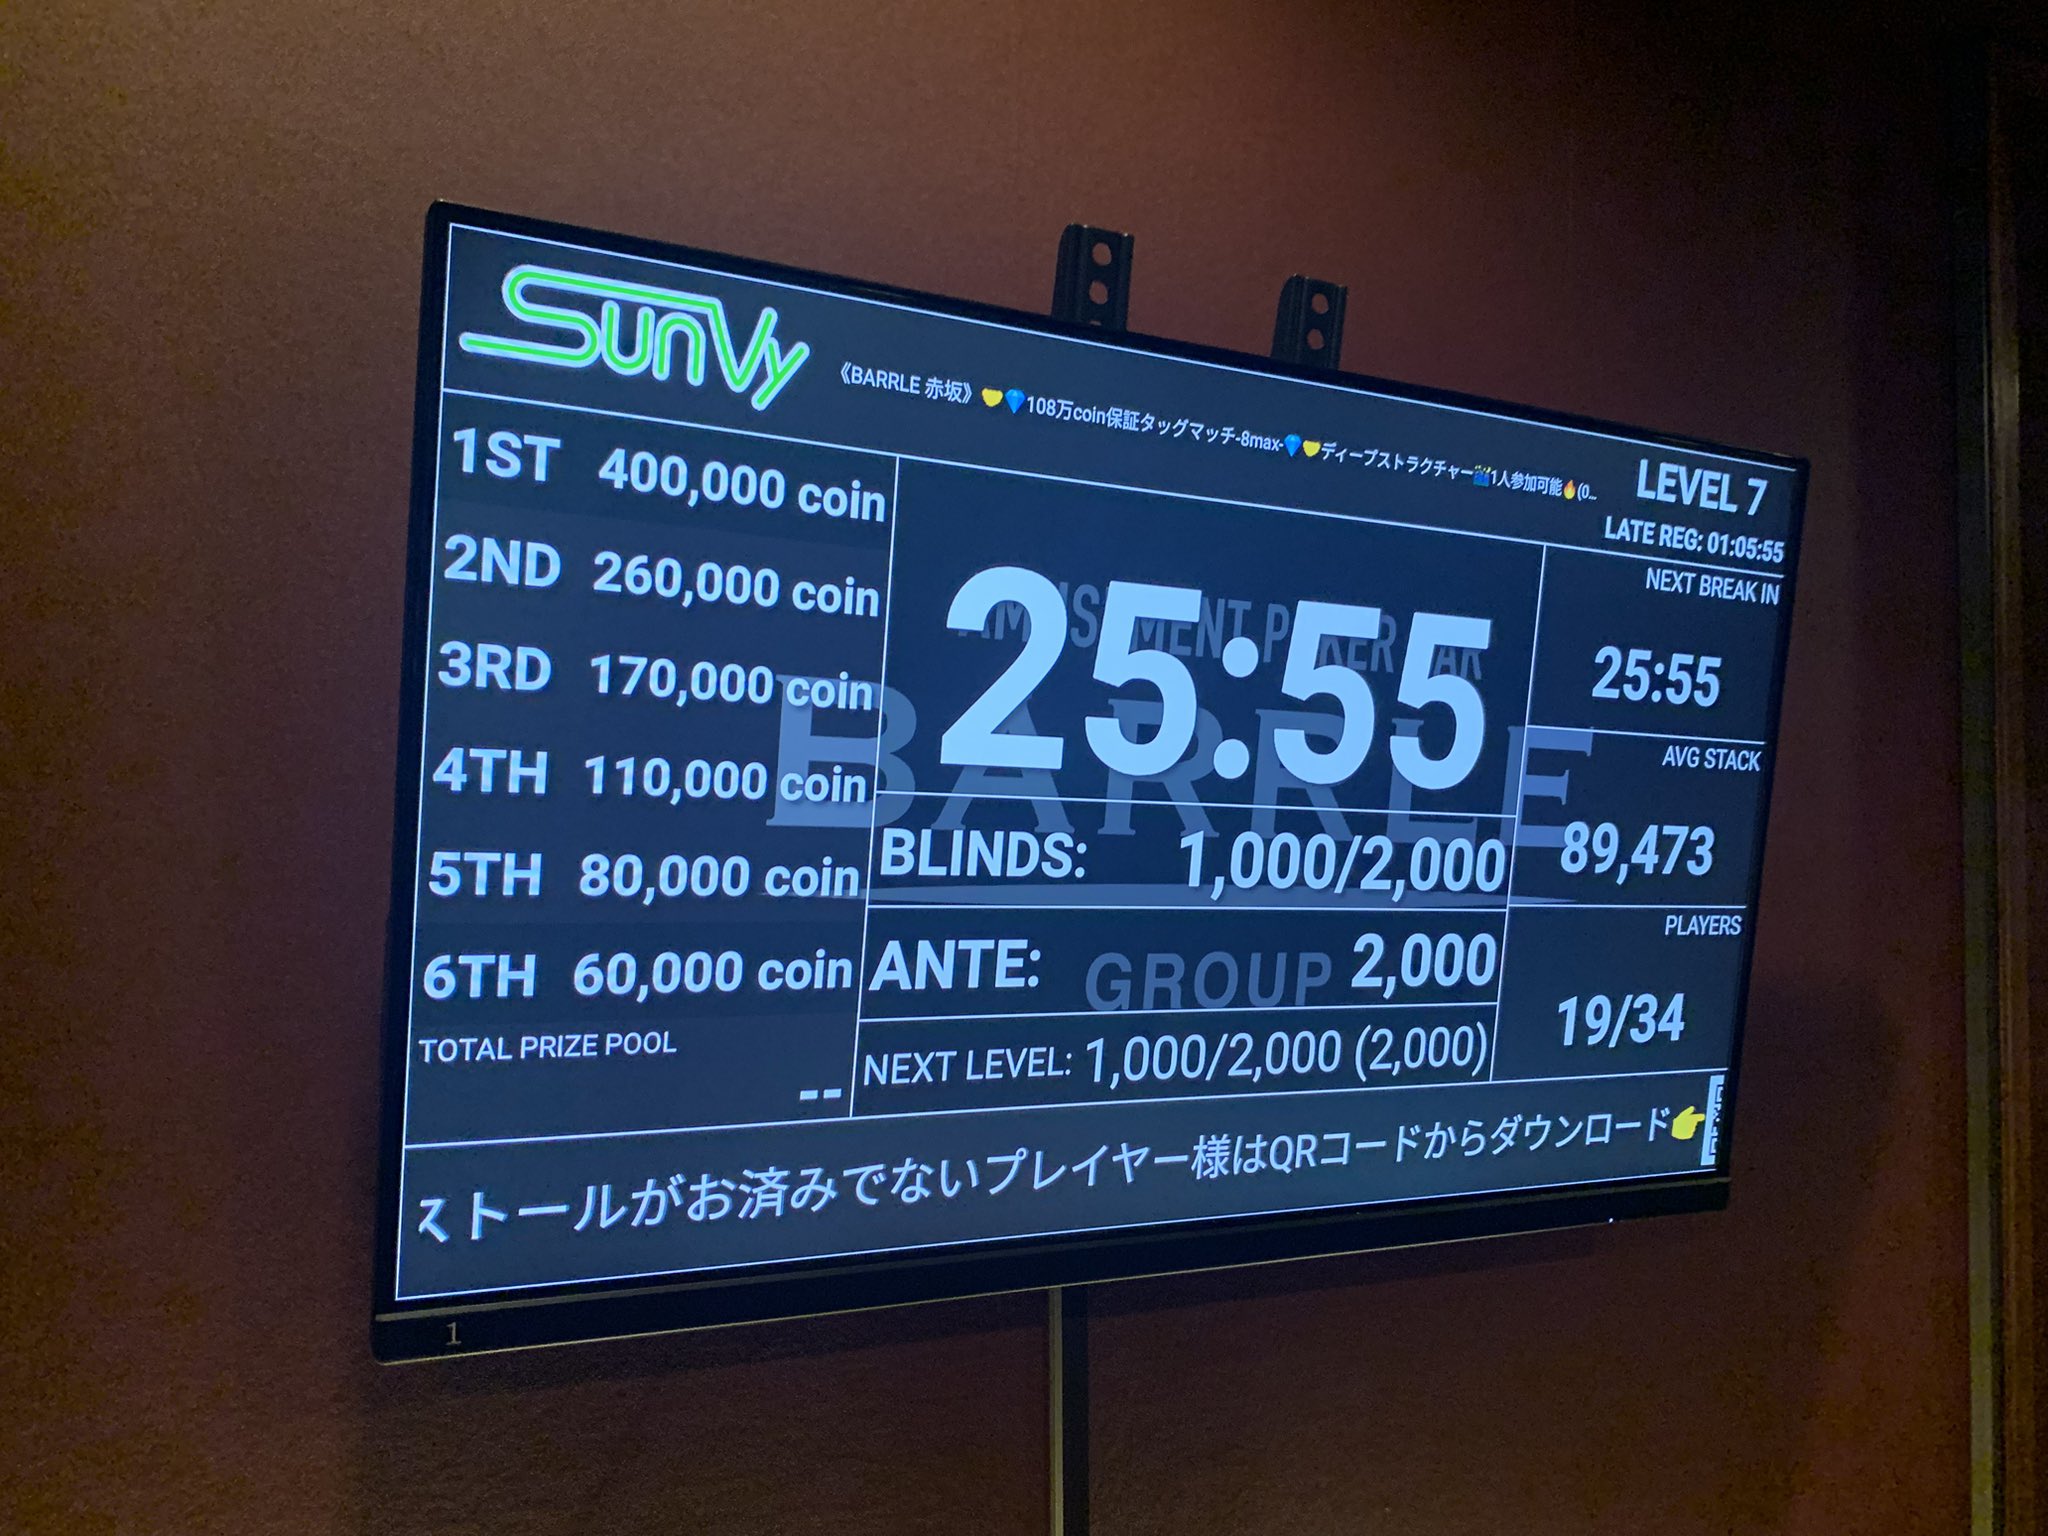 SunVy
《BARRLE 赤坂》🤝💎108万coin保証タッグマッチ-8max-💎🤝ディープストラクチャー🌃1人参加可能🔥(0...
LEVEL 7
LATE REG: 01:05:55
1ST 400,000 coin
2ND 260,000 coin
3RD 170,000 coin
4TH 110,000 coin
5TH 80,000 coin
6TH 60,000 coin
TOTAL PRIZE POOL
--
25:55
AMUSEMENT POKER BAR
BARRLE
GROUP
BLINDS: 1,000/2,000
ANTE: 2,000
NEXT LEVEL: 1,000/2,000 (2,000)
NEXT BREAK IN
25:55
AVG STACK
89,473
PLAYERS
19/34
ストールがお済みでないプレイヤー様はQRコードからダウンロード👉
1